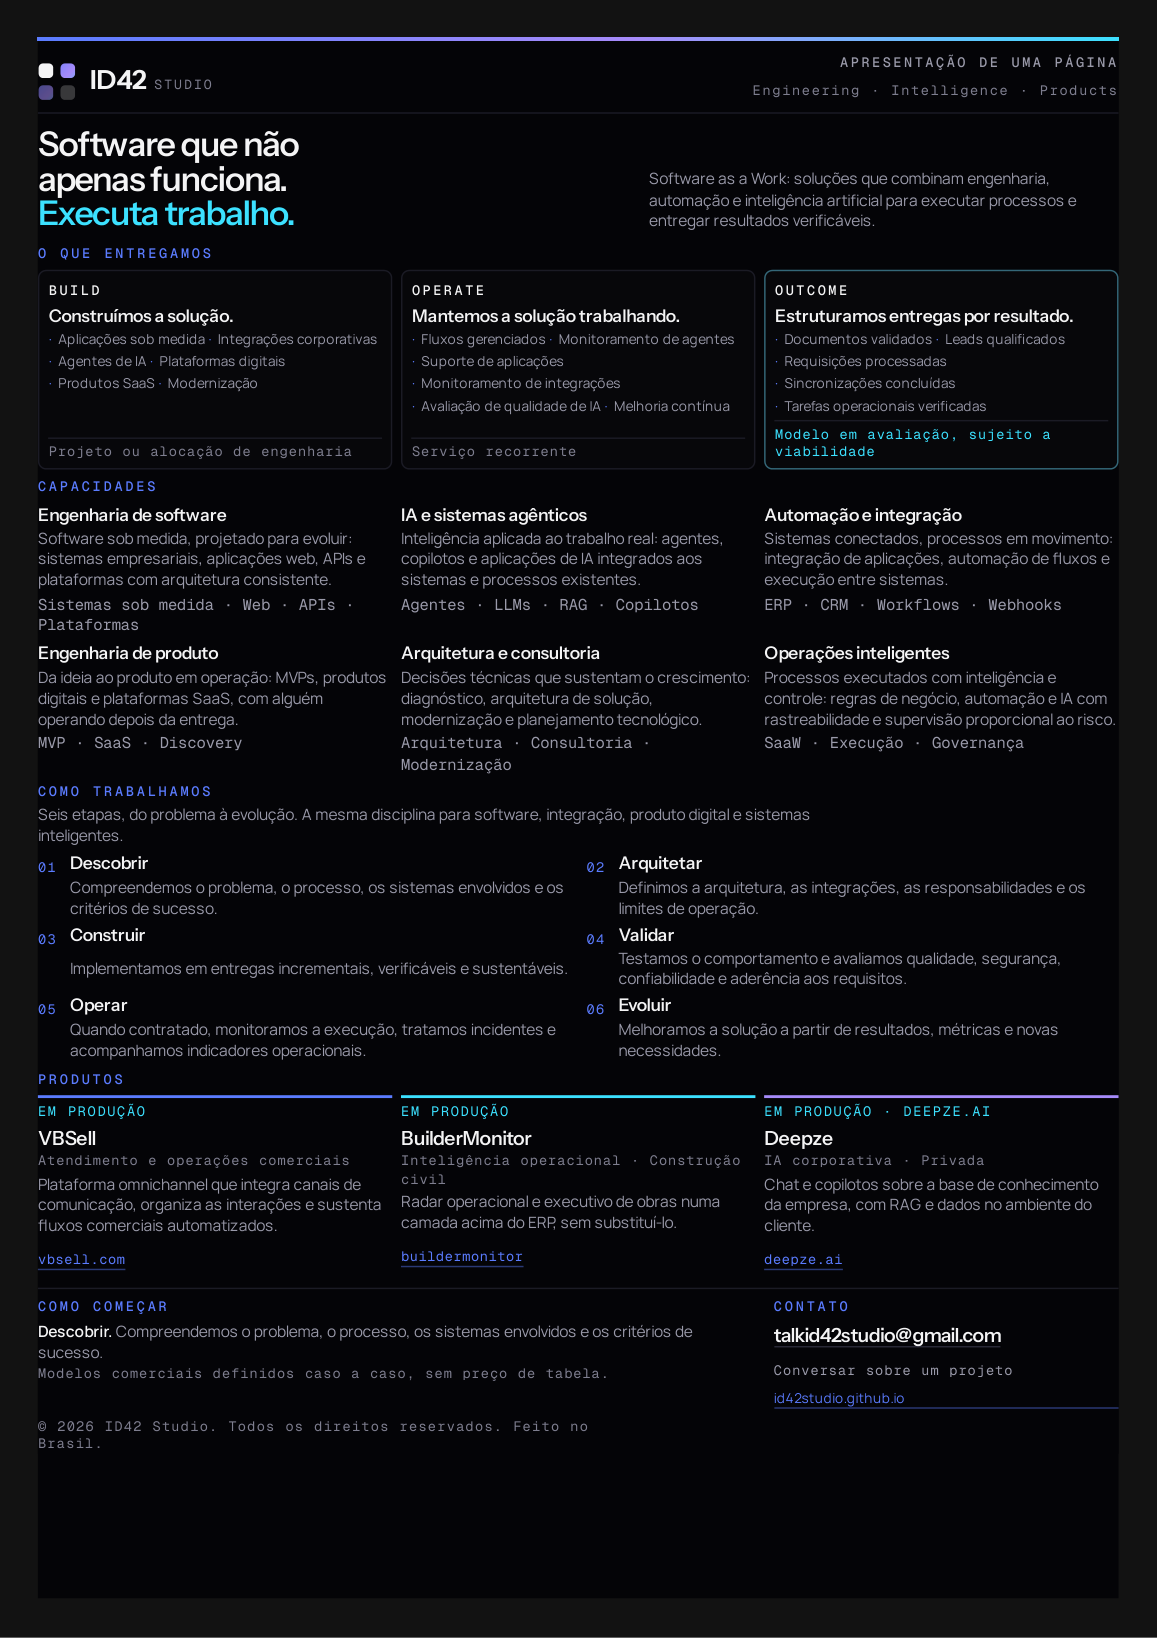 ID42 STUDIO
APRESENTAÇÃO DE UMA PÁGINA
Engineering · Intelligence · Products
Software que não
apenas funciona.
Executa trabalho.
Software as a Work: soluções que combinam engenharia,
automação e inteligência artificial para executar processos e
entregar resultados verificáveis.
O QUE ENTREGAMOS
BUILD
Construímos a solução.
· Aplicações sob medida · Integrações corporativas
· Agentes de IA · Plataformas digitais
· Produtos SaaS · Modernização
Projeto ou alocação de engenharia
OPERATE
Mantemos a solução trabalhando.
· Fluxos gerenciados · Monitoramento de agentes
· Suporte de aplicações
· Monitoramento de integrações
· Avaliação de qualidade de IA · Melhoria contínua
Serviço recorrente
OUTCOME
Estruturamos entregas por resultado.
· Documentos validados · Leads qualificados
· Requisições processadas
· Sincronizações concluídas
· Tarefas operacionais verificadas
Modelo em avaliação, sujeito a
viabilidade
CAPACIDADES
Engenharia de software
Software sob medida, projetado para evoluir:
sistemas empresariais, aplicações web, APIs e
plataformas com arquitetura consistente.
Sistemas sob medida · Web · APIs ·
Plataformas
IA e sistemas agênticos
Inteligência aplicada ao trabalho real: agentes,
copilotos e aplicações de IA integrados aos
sistemas e processos existentes.
Agentes · LLMs · RAG · Copilotos
Automação e integração
Sistemas conectados, processos em movimento:
integração de aplicações, automação de fluxos e
execução entre sistemas.
ERP · CRM · Workflows · Webhooks
Engenharia de produto
Da ideia ao produto em operação: MVPs, produtos
digitais e plataformas SaaS, com alguém
operando depois da entrega.
MVP · SaaS · Discovery
Arquitetura e consultoria
Decisões técnicas que sustentam o crescimento:
diagnóstico, arquitetura de solução,
modernização e planejamento tecnológico.
Arquitetura · Consultoria ·
Modernização
Operações inteligentes
Processos executados com inteligência e
controle: regras de negócio, automação e IA com
rastreabilidade e supervisão proporcional ao risco.
SaaW · Execução · Governança
COMO TRABALHAMOS
Seis etapas, do problema à evolução. A mesma disciplina para software, integração, produto digital e sistemas
inteligentes.
01 Descobrir
Compreendemos o problema, o processo, os sistemas envolvidos e os
critérios de sucesso.
02 Arquitetar
Definimos a arquitetura, as integrações, as responsabilidades e os
limites de operação.
03 Construir
Implementamos em entregas incrementais, verificáveis e sustentáveis.
04 Validar
Testamos o comportamento e avaliamos qualidade, segurança,
confiabilidade e aderência aos requisitos.
05 Operar
Quando contratado, monitoramos a execução, tratamos incidentes e
acompanhamos indicadores operacionais.
06 Evoluir
Melhoramos a solução a partir de resultados, métricas e novas
necessidades.
PRODUTOS
EM PRODUÇÃO
VBSell
Atendimento e operações comerciais
Plataforma omnichannel que integra canais de
comunicação, organiza as interações e sustenta
fluxos comerciais automatizados.
vbsell.com
EM PRODUÇÃO
BuilderMonitor
Inteligência operacional · Construção
civil
Radar operacional e executivo de obras numa
camada acima do ERP, sem substituí-lo.
buildermonitor
EM PRODUÇÃO · DEEPZE.AI
Deepze
IA corporativa · Privada
Chat e copilotos sobre a base de conhecimento
da empresa, com RAG e dados no ambiente do
cliente.
deepze.ai
COMO COMEÇAR
Descobrir. Compreendemos o problema, o processo, os sistemas envolvidos e os critérios de
sucesso.
Modelos comerciais definidos caso a caso, sem preço de tabela.
CONTATO
talkid42studio@gmail.com
Conversar sobre um projeto
id42studio.github.io
© 2026 ID42 Studio. Todos os direitos reservados. Feito no
Brasil.